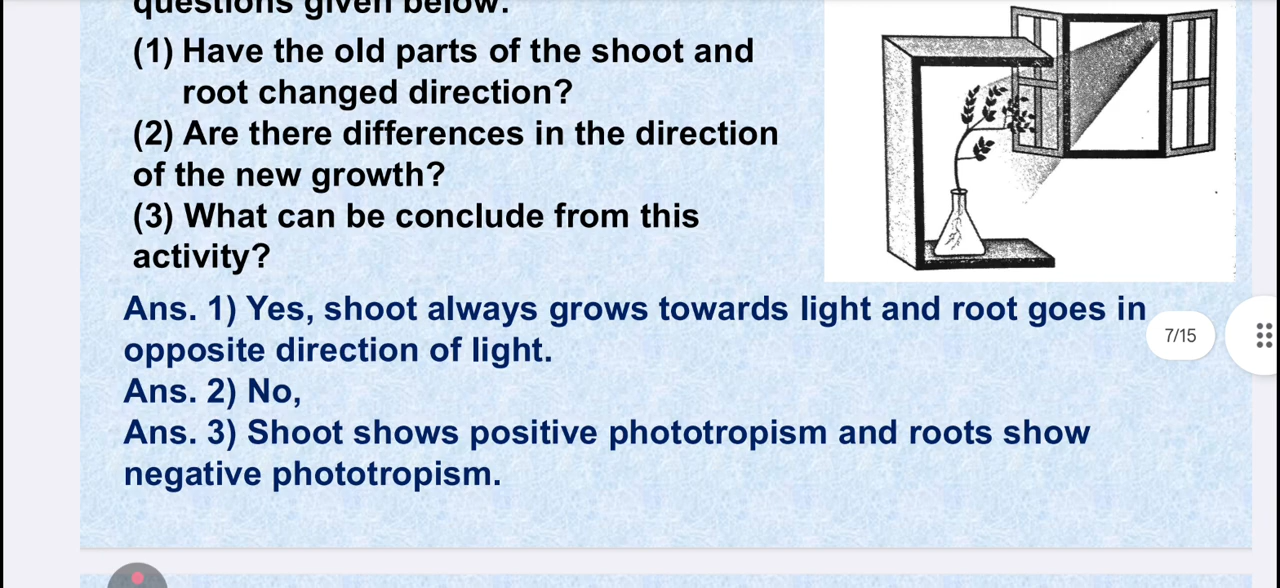 questions given below.
(1) Have the old parts of the shoot and
root changed direction?
(2) Are there differences in the direction
of the new growth?
(3) What can be conclude from this
activity?
Ans. 1) Yes, shoot always grows towards light and root goes in
opposite direction of light.
7/15
Ans. 2) No,
Ans. 3) Shoot shows positive phototropism and roots show
negative phototropism.